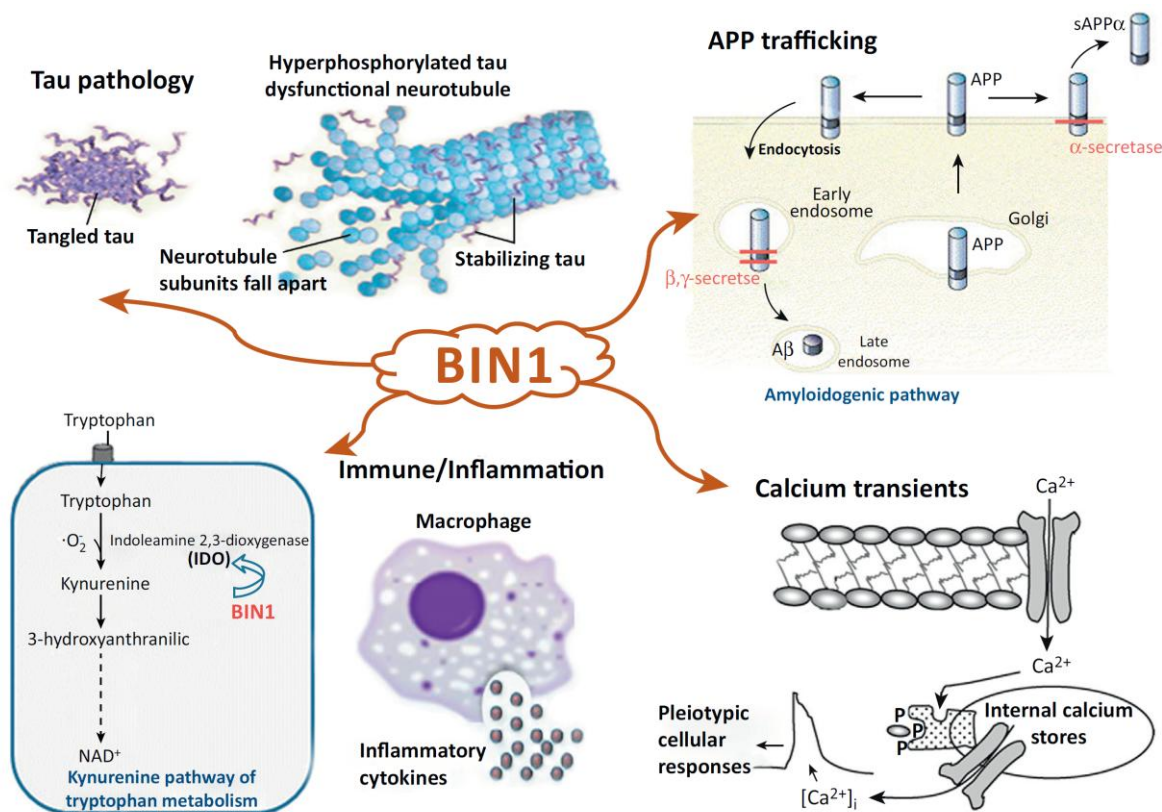 Tau pathology
Tangled tau
Hyperphosphorylated tau
dysfunctional neurotubule
Neurotubule
subunits fall apart
Stabilizing tau
APP trafficking
sAPPα
APP
APP
α-secretase
Endocytosis
Early
endosome
Golgi
APP
β,γ-secretse
Aβ
Late
endosome
Amyloidogenic pathway
BIN1
Tryptophan
Tryptophan
·O₂⁻
Indoleamine 2,3-dioxygenase
(IDO)
Kynurenine
BIN1
3-hydroxyanthranilic
NAD⁺
Kynurenine pathway of
tryptophan metabolism
Immune/Inflammation
Macrophage
Inflammatory
cytokines
Calcium transients
Ca²⁺
Ca²⁺
P
P
P
Internal calcium
stores
Pleiotypic
cellular
responses
[Ca²⁺]ᵢ